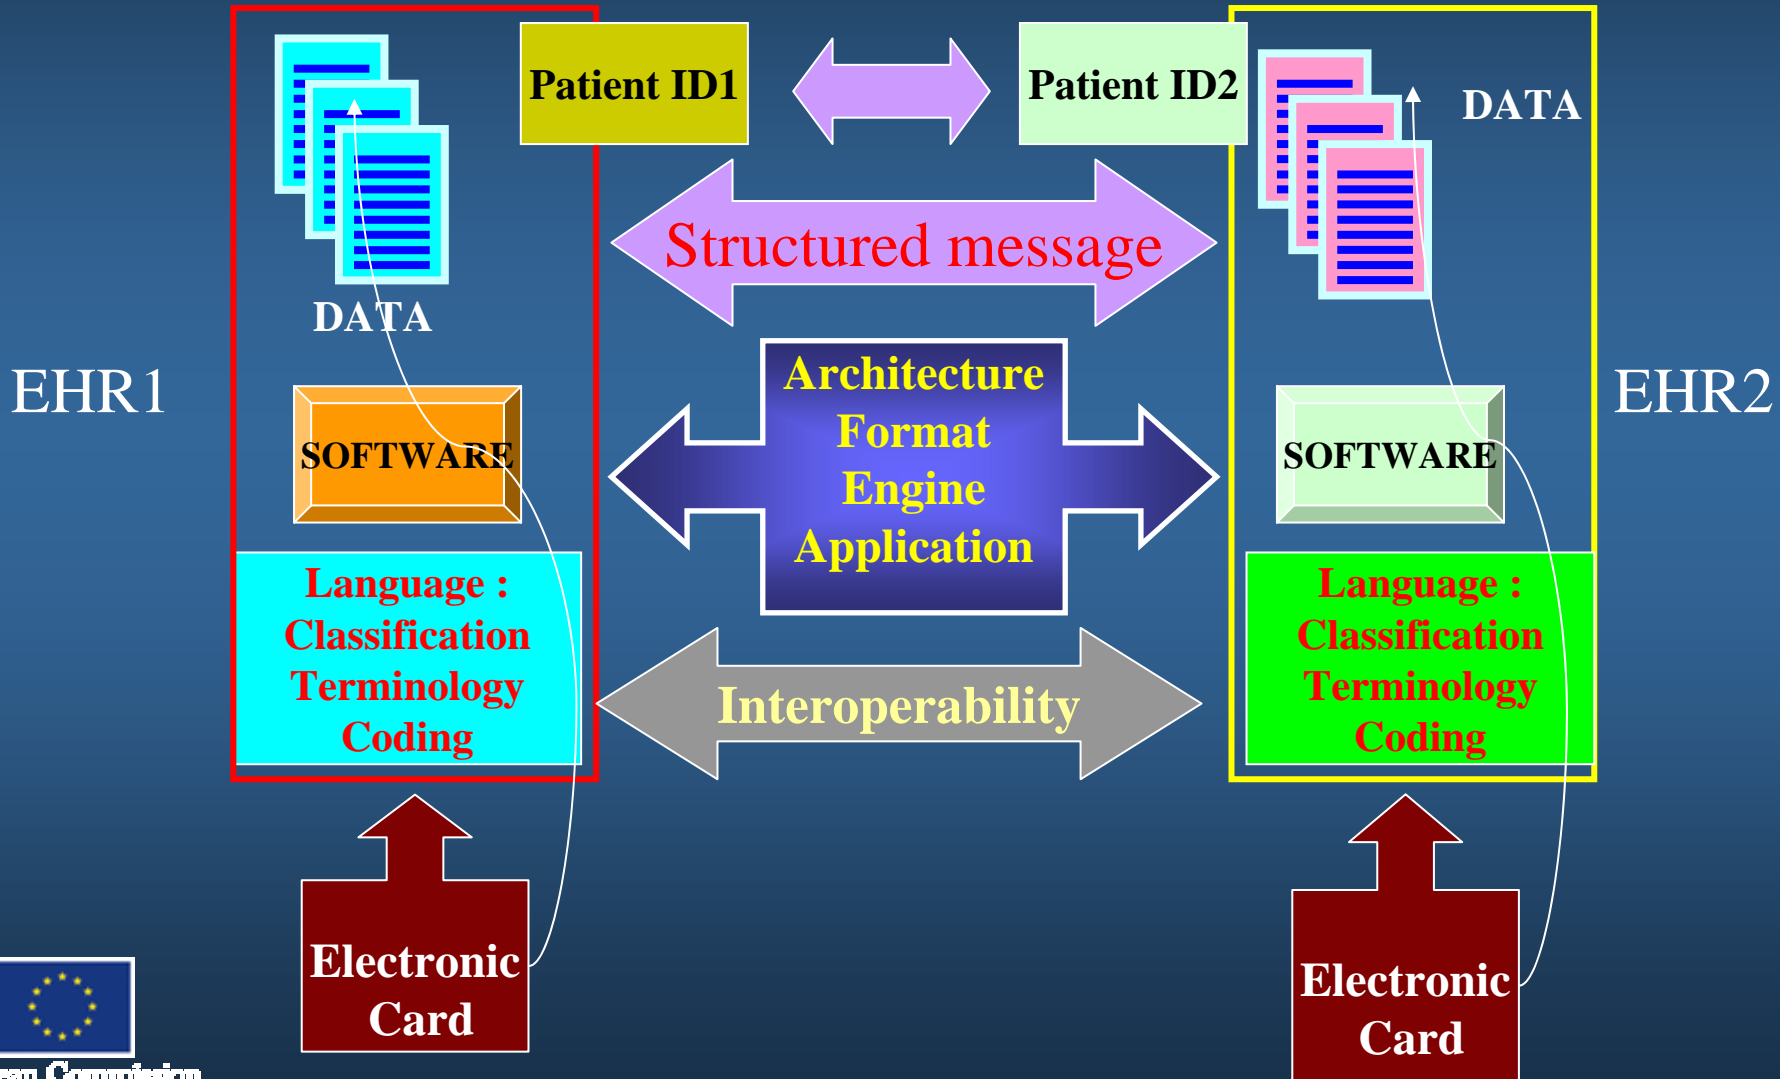 Patient ID1
Patient ID2
DATA
Structured message
DATA
EHR1
EHR2
Architecture
Format
Engine
Application
SOFTWARE
SOFTWARE
Language :
Classification
Terminology
Coding
Interoperability
Language :
Classification
Terminology
Coding
Electronic
Card
Electronic
Card
Commission